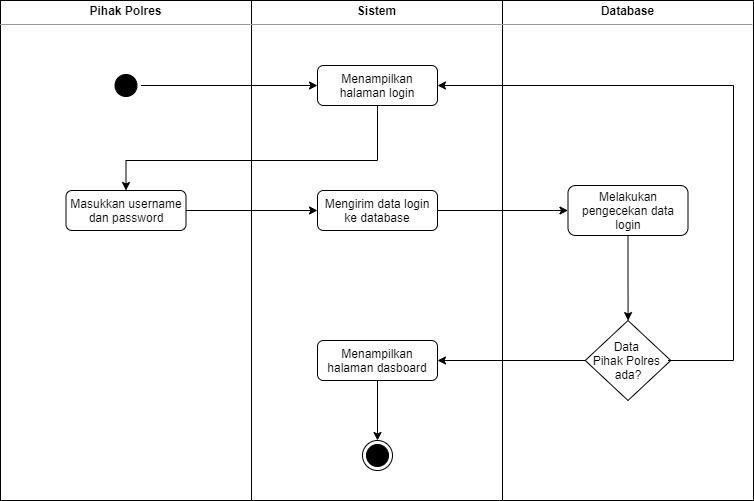 Pihak Polres
Sistem
Database
Menampilkan
halaman login
Masukkan username
dan password
Mengirim data login
ke database
Melakukan
pengecekan data
login
Data
Pihak Polres
ada?
Menampilkan
halaman dasboard